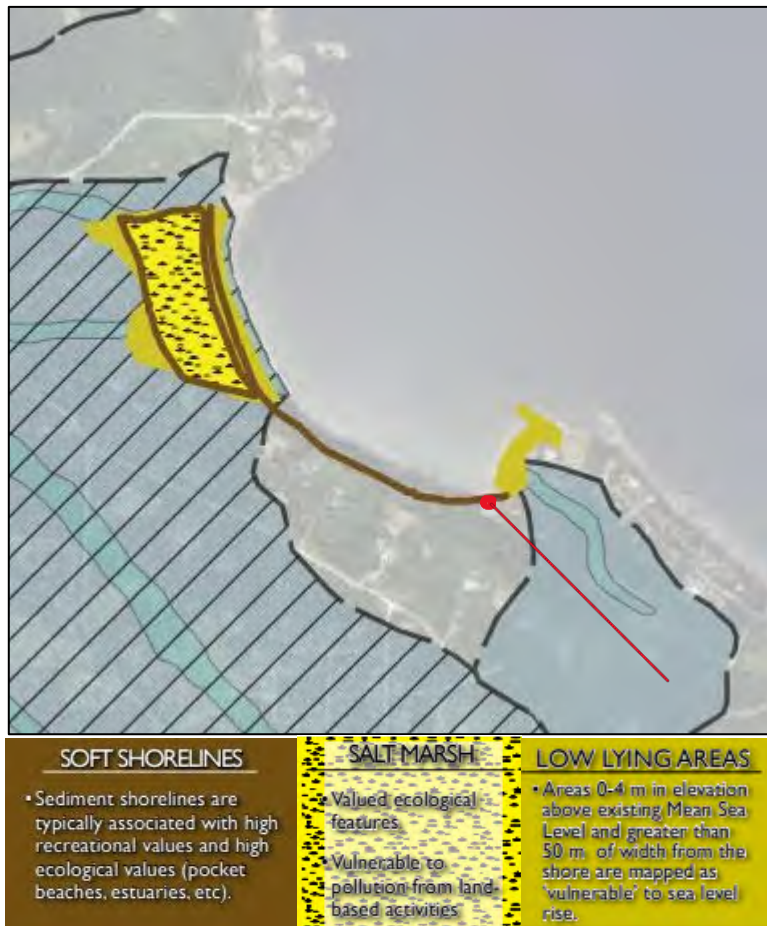 SOFT SHORELINES
• Sediment shorelines are
typically associated with high
recreational values and high
ecological values (pocket
beaches, estuaries, etc).
SALT MARSH
• Valued ecological
features
• Vulnerable to
pollution from land-
based activities
LOW LYING AREAS
• Areas 0-4 m in elevation
above existing Mean Sea
Level and greater than
50 m of width from the
shore are mapped as
'vulnerable' to sea level
rise.